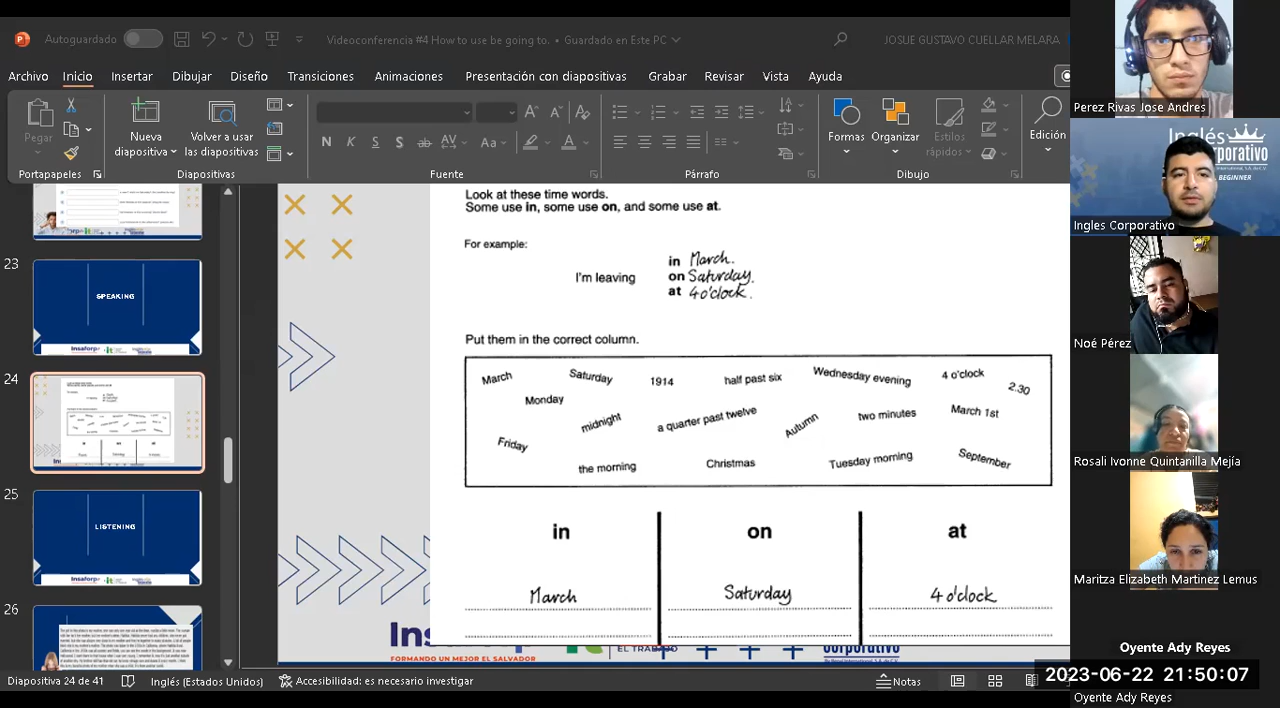 Autoguardado
Videoconferencia #4 How to use be going to. • Guardado en Este PC
JOSUE GUSTAVO CUELLAR MELARA
Archivo Inicio Insertar Dibujar Diseño Transiciones Animaciones Presentación con diapositivas Grabar Revisar Vista Ayuda
Pegar
Nueva diapositiva
Volver a usar las diapositivas
N K S S ab AV Aa
Formas Organizar Estilos rápidos Edición
Portapapeles Diapositivas Fuente Párrafo Dibujo
23
SPEAKING
24
25
LISTENING
26
Look at these time words.
Some use in, some use on, and some use at.
For example:
I'm leaving
in March.
on Saturday.
at 4 o'clock.
Put them in the correct column.
March Saturday 1914 half past six Wednesday evening 4 o'clock 2.30
Monday midnight a quarter past twelve Autumn two minutes March 1st
Friday the morning Christmas Tuesday morning September
in on at
March Saturday 4 o'clock
FORMANDO UN MEJOR EL SALVADOR
EL TRABAJO
corporativo
Diapositiva 24 de 41 Inglés (Estados Unidos) Accesibilidad: es necesario investigar Notas
Perez Rivas Jose Andres
Inglés
Corporativo
BEGINNER
Ingles Corporativo
Noé Pérez
Rosali Ivonne Quintanilla Mejía
Maritza Elizabeth Martinez Lemus
Oyente Ady Reyes
2023-06-22 21:50:07
Oyente Ady Reyes